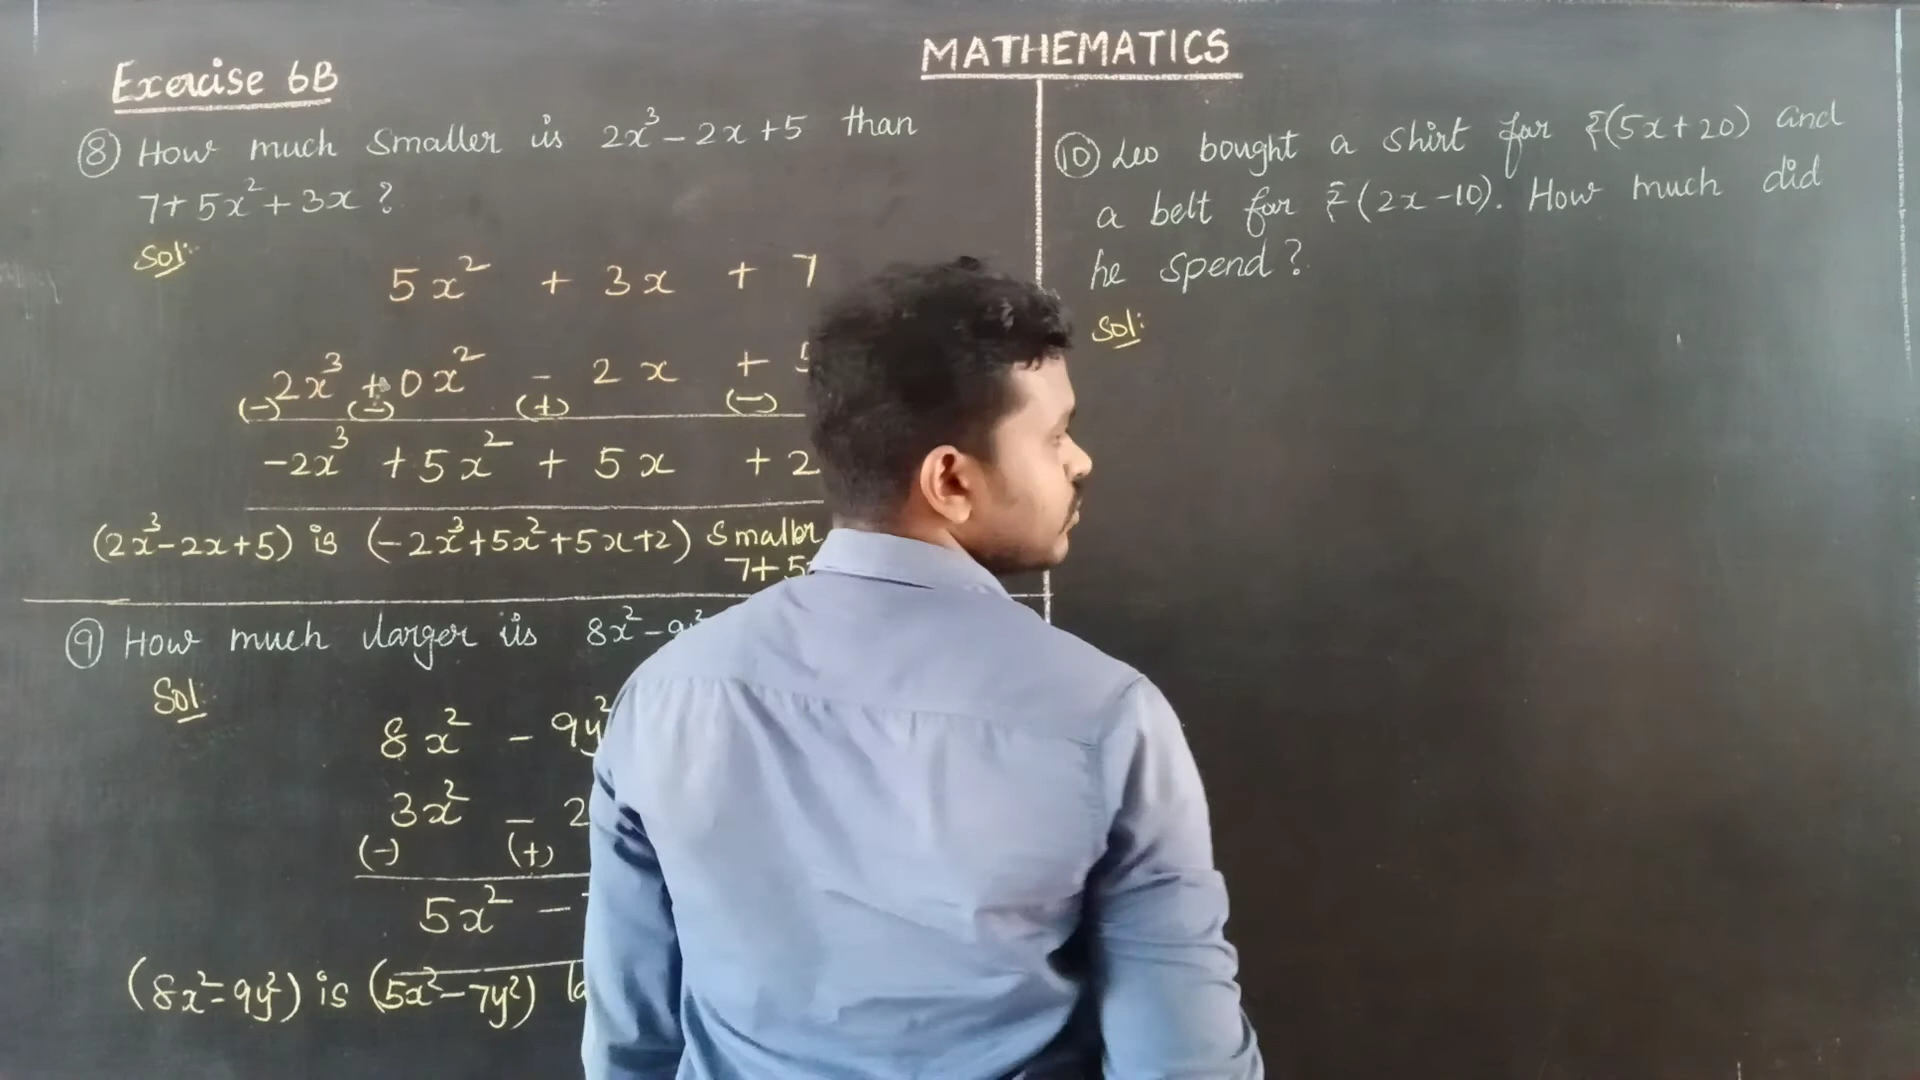 MATHEMATICS
Exercise 6B
⑧ How much smaller is 2x³ - 2x + 5 than
7 + 5x² + 3x ?
Sol:
5x² + 3x + 7
2x³ + 0x² - 2x + 5
(-) (-) (+) (-)
-2x³ + 5x² + 5x + 2
(2x³-2x+5) is (-2x³+5x²+5x+2) smaller
7+5
⑨ How much larger is 8x² - 9y²
Sol:
8x² - 9y²
3x² - 2
(-) (+)
5x² -
(8x²-9y²) is (5x²-7y²)
⑩ Leo bought a shirt for ₹(5x+20) and
a belt for ₹(2x-10). How much did
he spend?
Sol: